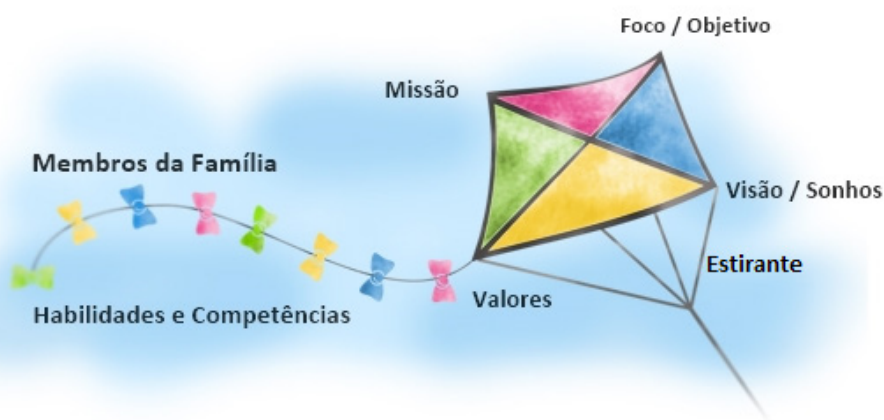 Foco / Objetivo
Missão
Membros da Família
Visão / Sonhos
Estirante
Valores
Habilidades e Competências